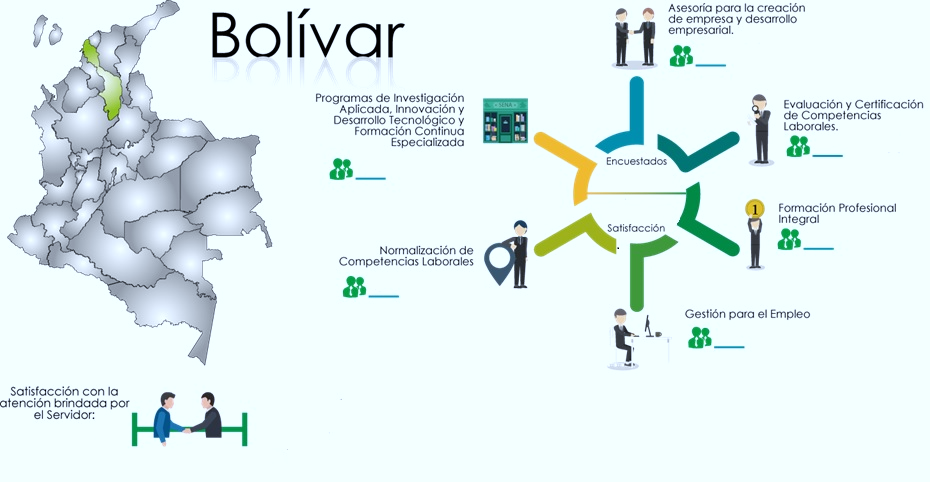 Bolívar
Asesoría para la creación
de empresa y desarrollo
empresarial.
Programas de Investigación
Aplicada, Innovación y
Desarrollo Tecnológico y
Formación Continua
Especializada
SENA
Evaluación y Certificación
de Competencias
Laborales.
Encuestados
Satisfacción
1
Formación Profesional
Integral
Normalización de
Competencias Laborales
Gestión para el Empleo
Satisfacción con la
atención brindada por
el Servidor: